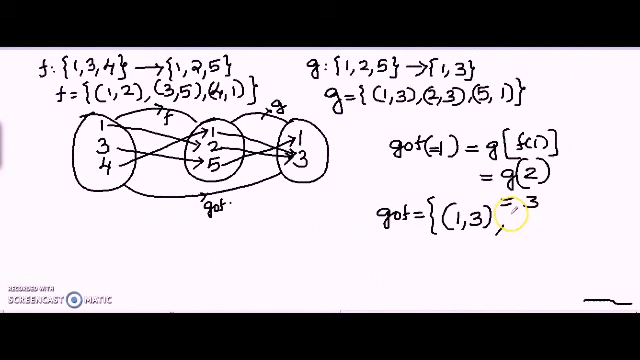 f: {1,3,4} → {1,2,5}
f = {(1,2),(3,5),(4,1)}
g: {1,2,5} → {1,3}
g = {(1,3),(2,3),(5,1)}
f
g
1
3
4
1
2
5
1
3
gof.
gof(=1) = g[f(1)]
= g(2)
= 3
gof = { (1,3) ,
RECORDED WITH
SCREENCAST MATIC